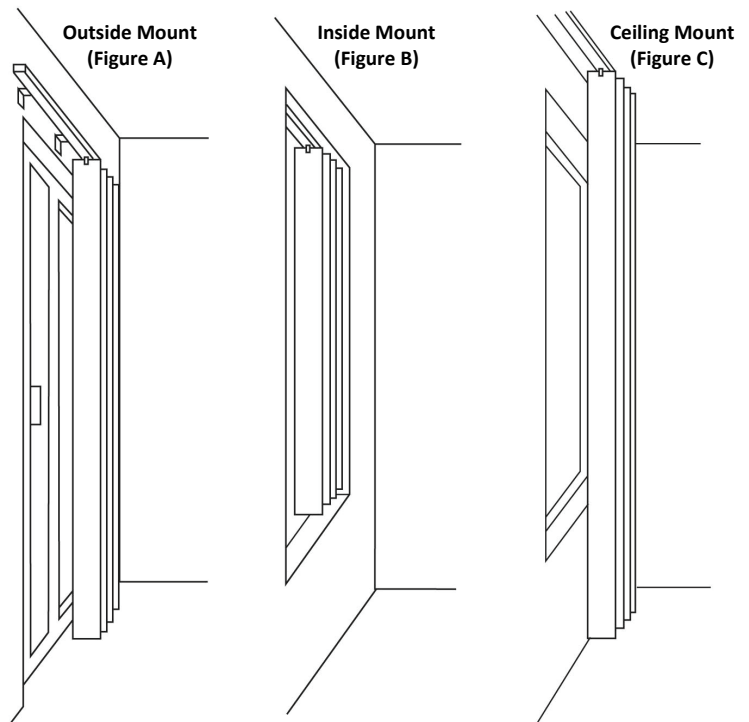 Outside Mount
(Figure A)
Inside Mount
(Figure B)
Ceiling Mount
(Figure C)